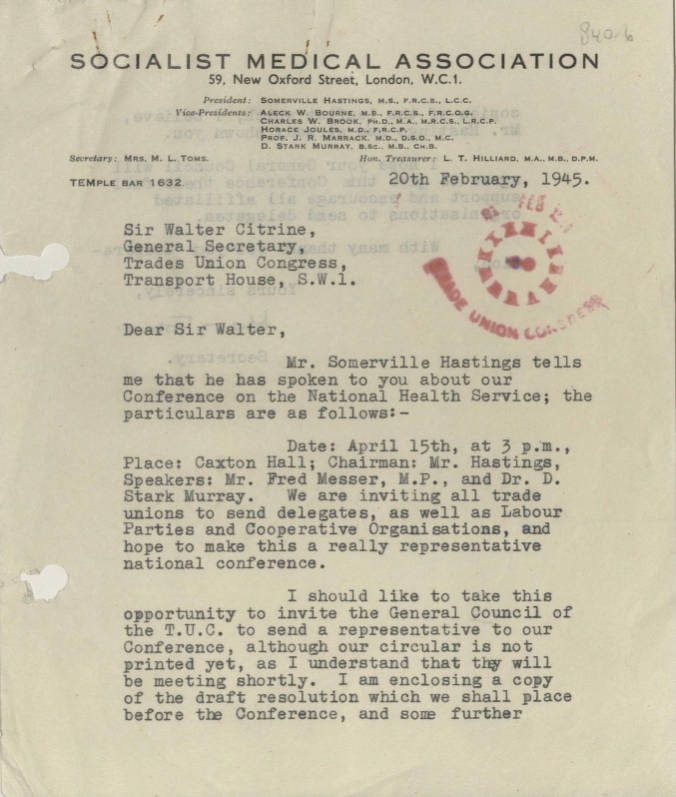 840.6
SOCIALIST MEDICAL ASSOCIATION
59, New Oxford Street, London, W.C.1.
President: SOMERVILLE HASTINGS, M.S., F.R.C.S., L.C.C.
Vice-Presidents: ALECK W. BOURNE, M.B., F.R.C.S., F.R.C.O.G.
CHARLES W. BROOK, PH.D., M.A., M.R.C.S., L.R.C.P.
HORACE JOULES, M.D., F.R.C.P.
PROF. J. R. MARRACK, M.D., D.S.O., M.C.
D. STARK MURRAY, B.SC., M.B., CH.B.
Secretary: MRS. M. L. TOMS. Hon. Treasurer: L. T. HILLIARD, M.A., M.B., D.P.M.
TEMPLE BAR 1632. 20th February, 1945.
21 FEB
TRADE UNION CONGRESS
Sir Walter Citrine,
General Secretary,
Trades Union Congress,
Transport House, S.W.1.
Dear Sir Walter,
Mr. Somerville Hastings tells
me that he has spoken to you about our
Conference on the National Health Service; the
particulars are as follows:-
Date: April 15th, at 3 p.m.,
Place: Caxton Hall; Chairman: Mr. Hastings,
Speakers: Mr. Fred Messer, M.P., and Dr. D.
Stark Murray. We are inviting all trade
unions to send delegates, as well as Labour
Parties and Cooperative Organisations, and
hope to make this a really representative
national conference.
I should like to take this
opportunity to invite the General Council of
the T.U.C. to send a representative to our
Conference, although our circular is not
printed yet, as I understand that they will
be meeting shortly. I am enclosing a copy
of the draft resolution which we shall place
before the Conference, and some further